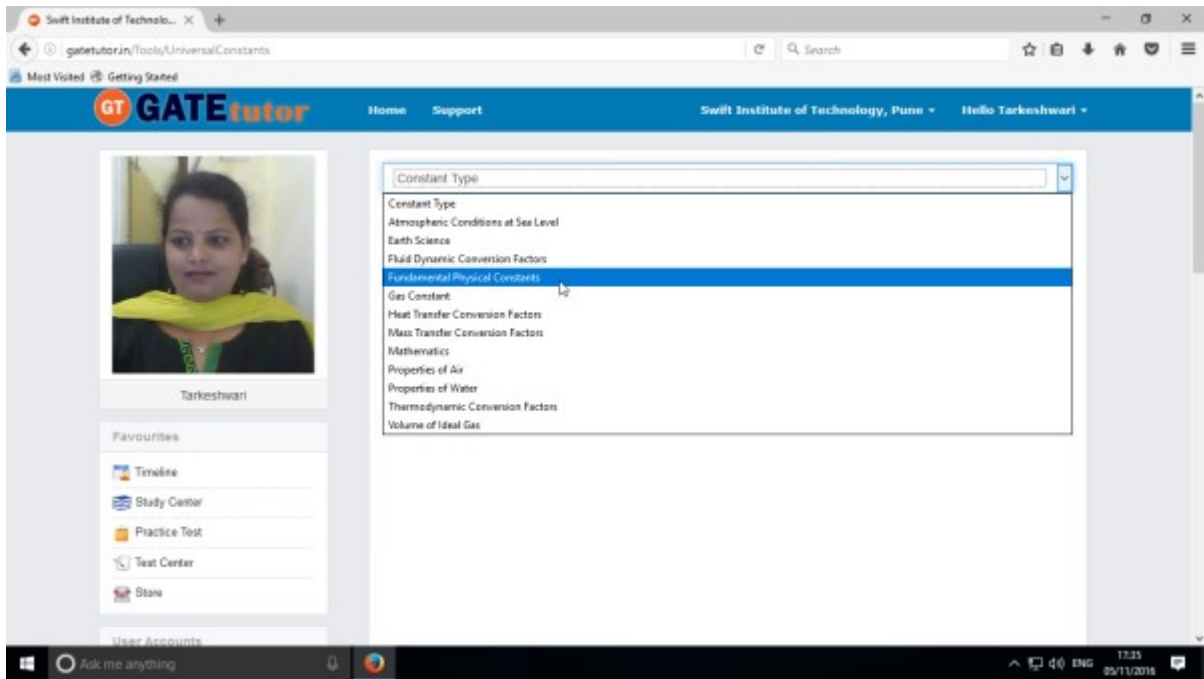 Swift Institute of Technolo...
gatetutor.in/Tools/UniversalConstants
Search
Most Visited Getting Started
GT GATEtutor Home Support Swift Institute of Technology, Pune Hello Tarkeshwari
Constant Type
Constant Type
Atmospheric Conditions at Sea Level
Earth Science
Fluid Dynamic Conversion Factors
Fundamental Physical Constants
Gas Constant
Heat Transfer Conversion Factors
Mass Transfer Conversion Factors
Mathematics
Properties of Air
Properties of Water
Thermodynamic Conversion Factors
Volume of Ideal Gas
Tarkeshwari
Favourites
Timeline
Study Center
Practice Test
Test Center
Store
User Accounts
Ask me anything
ENG
17:35
05/11/2016